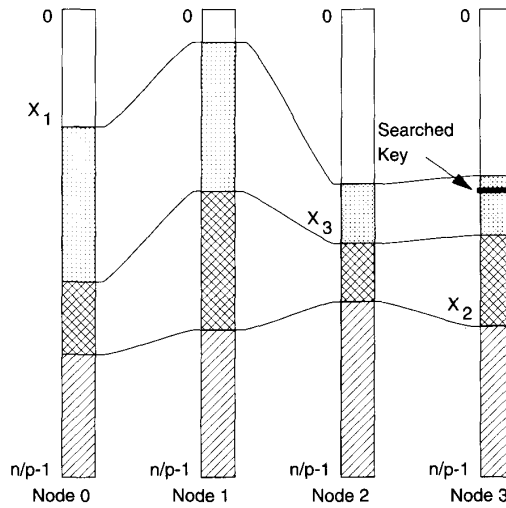 0 0 0 0
X1
Searched
Key
X3
X2
n/p-1 n/p-1 n/p-1 n/p-1
Node 0 Node 1 Node 2 Node 3